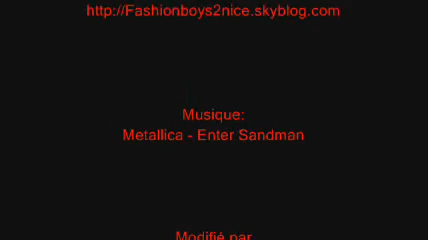 http://Fashionboys2nice.skyblog.com
Musique:
Metallica - Enter Sandman
Modifié par